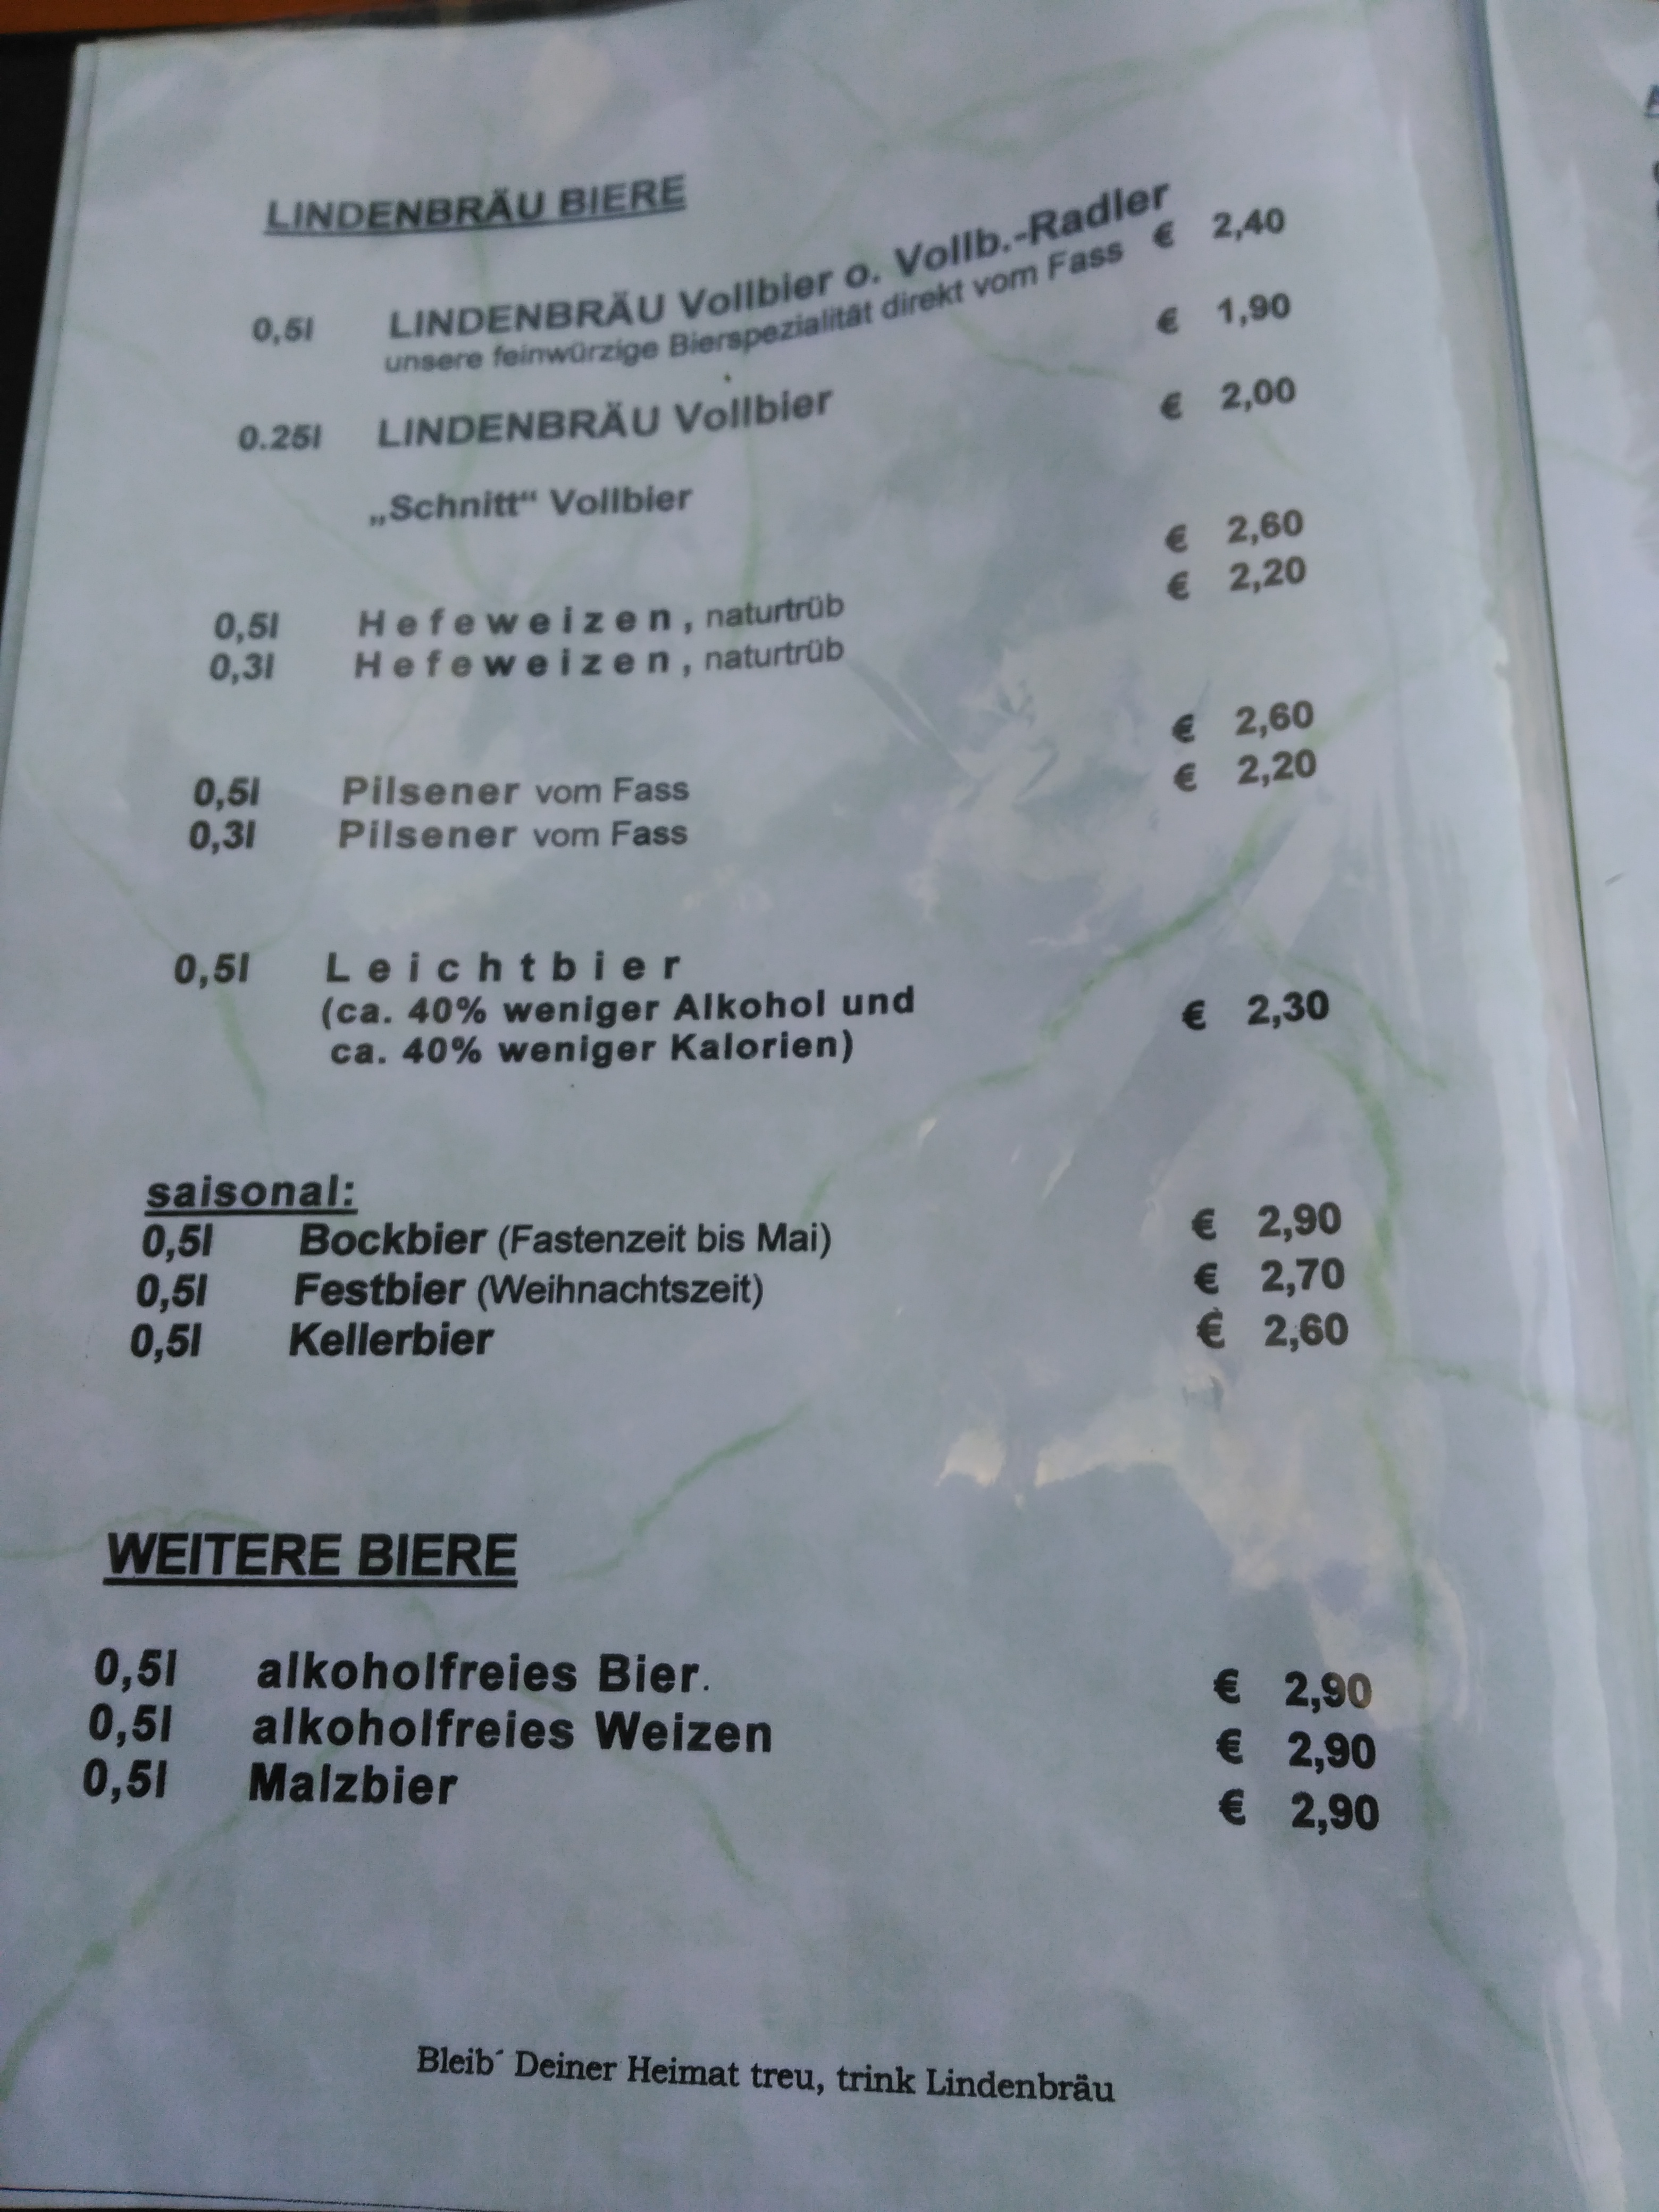 LINDENBRÄU BIERE
0,5l LINDENBRÄU Vollbier o. Vollb.-Radler € 2,40
unsere feinwürzige Bierspezialität direkt vom Fass
0.25l LINDENBRÄU Vollbier € 1,90
„Schnitt“ Vollbier € 2,00
0,5l Hefeweizen, naturtrüb € 2,60
0,3l Hefeweizen, naturtrüb € 2,20
0,5l Pilsener vom Fass € 2,60
0,3l Pilsener vom Fass € 2,20
0,5l Leichtbier
(ca. 40% weniger Alkohol und € 2,30
ca. 40% weniger Kalorien)
saisonal:
0,5l Bockbier (Fastenzeit bis Mai) € 2,90
0,5l Festbier (Weihnachtszeit) € 2,70
0,5l Kellerbier € 2,60
WEITERE BIERE
0,5l alkoholfreies Bier. € 2,90
0,5l alkoholfreies Weizen € 2,90
0,5l Malzbier € 2,90
Bleib´ Deiner Heimat treu, trink Lindenbräu